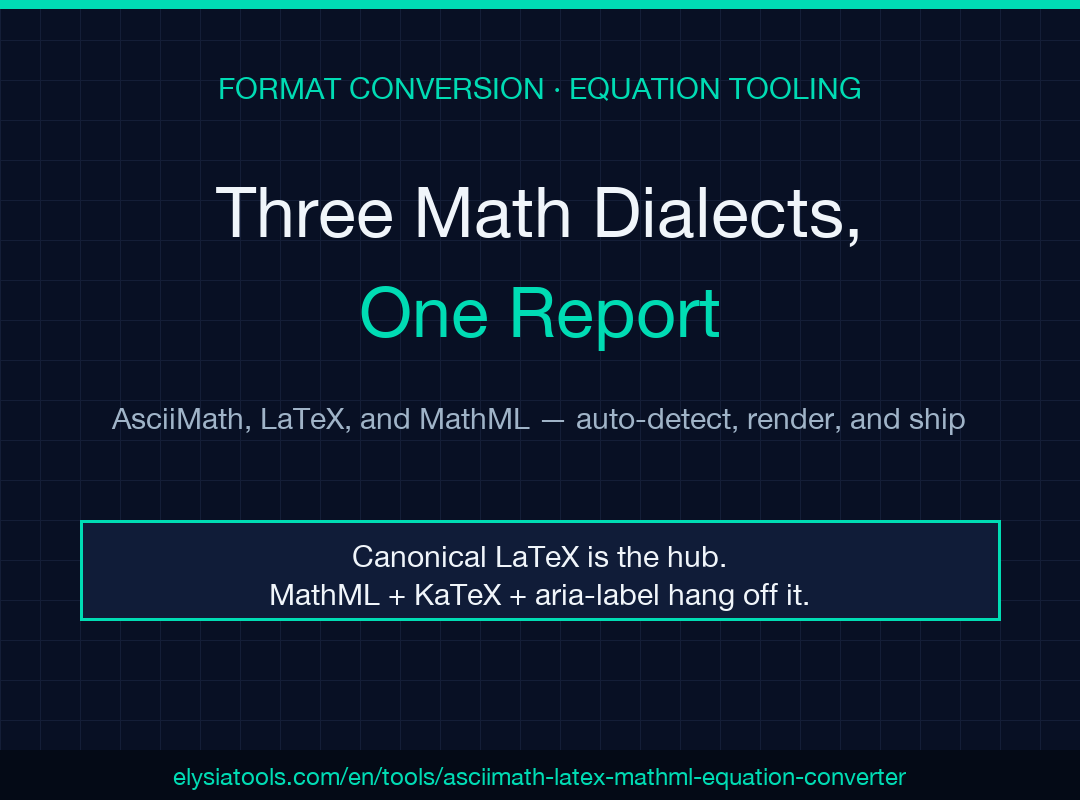 FORMAT CONVERSION · EQUATION TOOLING
Three Math Dialects,
One Report
AsciiMath, LaTeX, and MathML — auto-detect, render, and ship
Canonical LaTeX is the hub.
MathML + KaTeX + aria-label hang off it.
elysiatools.com/en/tools/asciimath-latex-mathml-equation-converter